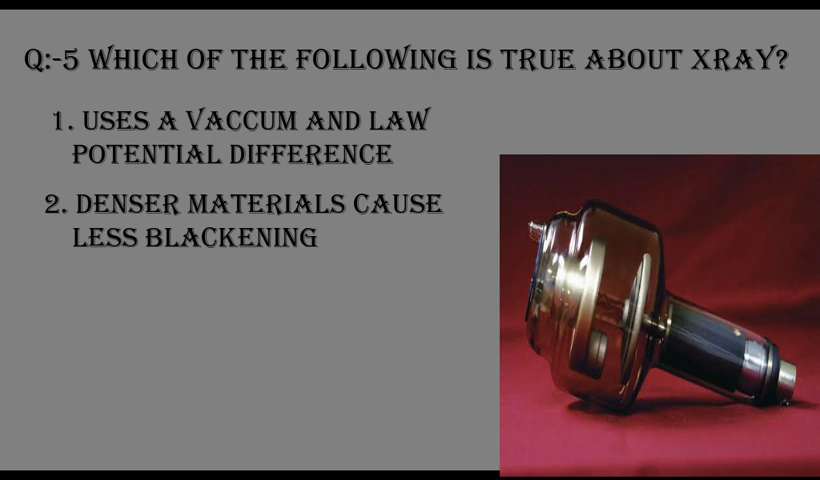 Q:-5 WHICH OF THE FOLLOWING IS TRUE ABOUT XRAY?
1. USES A VACCUM AND LAW
POTENTIAL DIFFERENCE
2. DENSER MATERIALS CAUSE
LESS BLACKENING